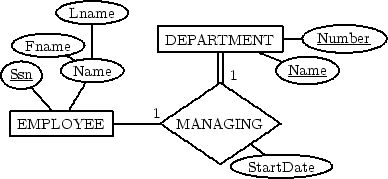 Lname
Fname
DEPARTMENT
Number
Ssn
Name
Name
1
1
EMPLOYEE
MANAGING
StartDate